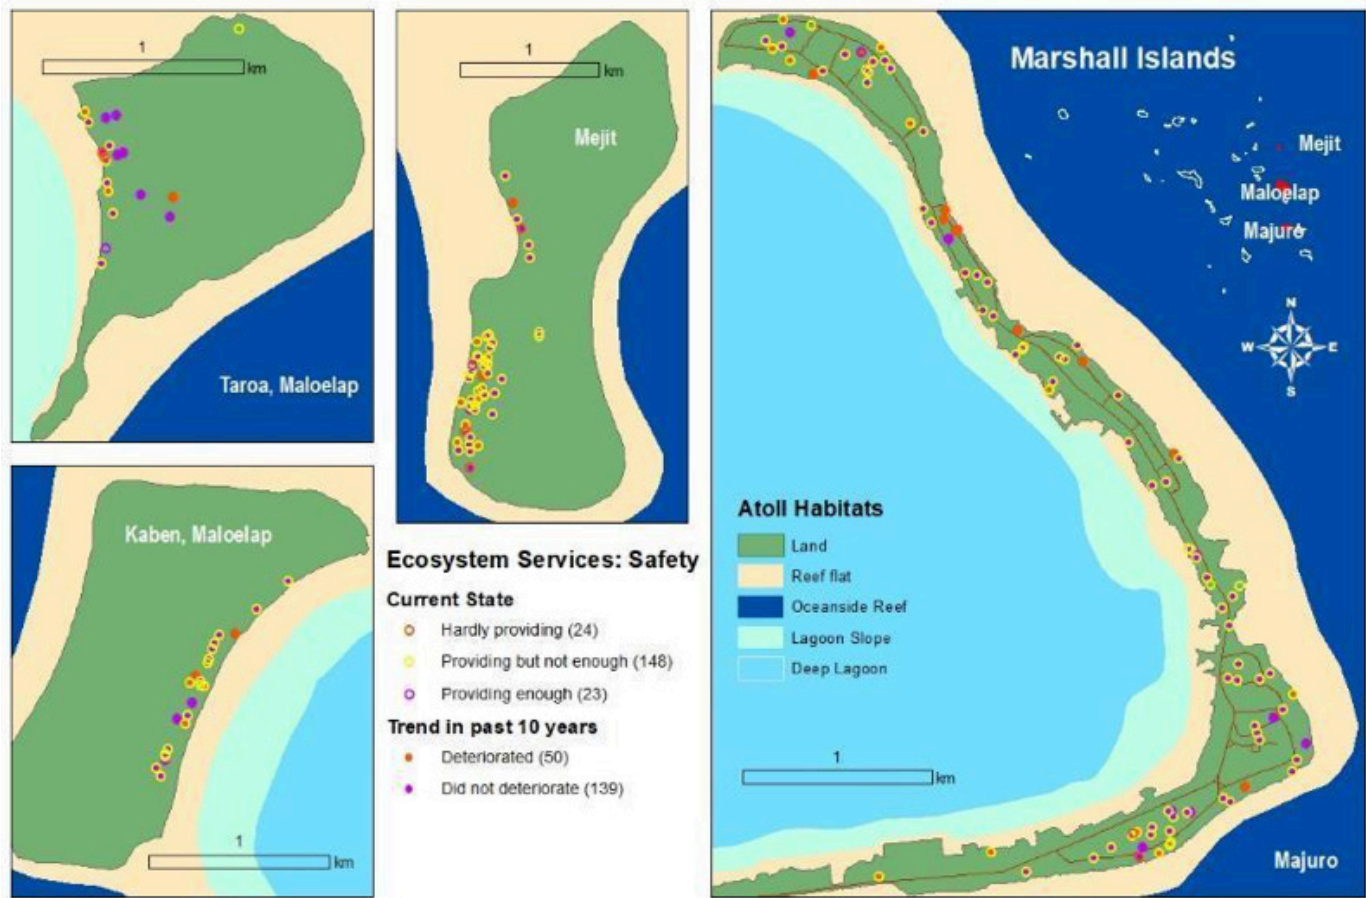 1
km
Taroa, Maloelap
1
km
Mejit
Marshall Islands
Mejit
Maloelap
Majuro
N
W E
S
Kaben, Maloelap
1
km
Ecosystem Services: Safety
Current State
Hardly providing (24)
Providing but not enough (148)
Providing enough (23)
Trend in past 10 years
Deteriorated (50)
Did not deteriorate (139)
Atoll Habitats
Land
Reef flat
Oceanside Reef
Lagoon Slope
Deep Lagoon
1
km
Majuro